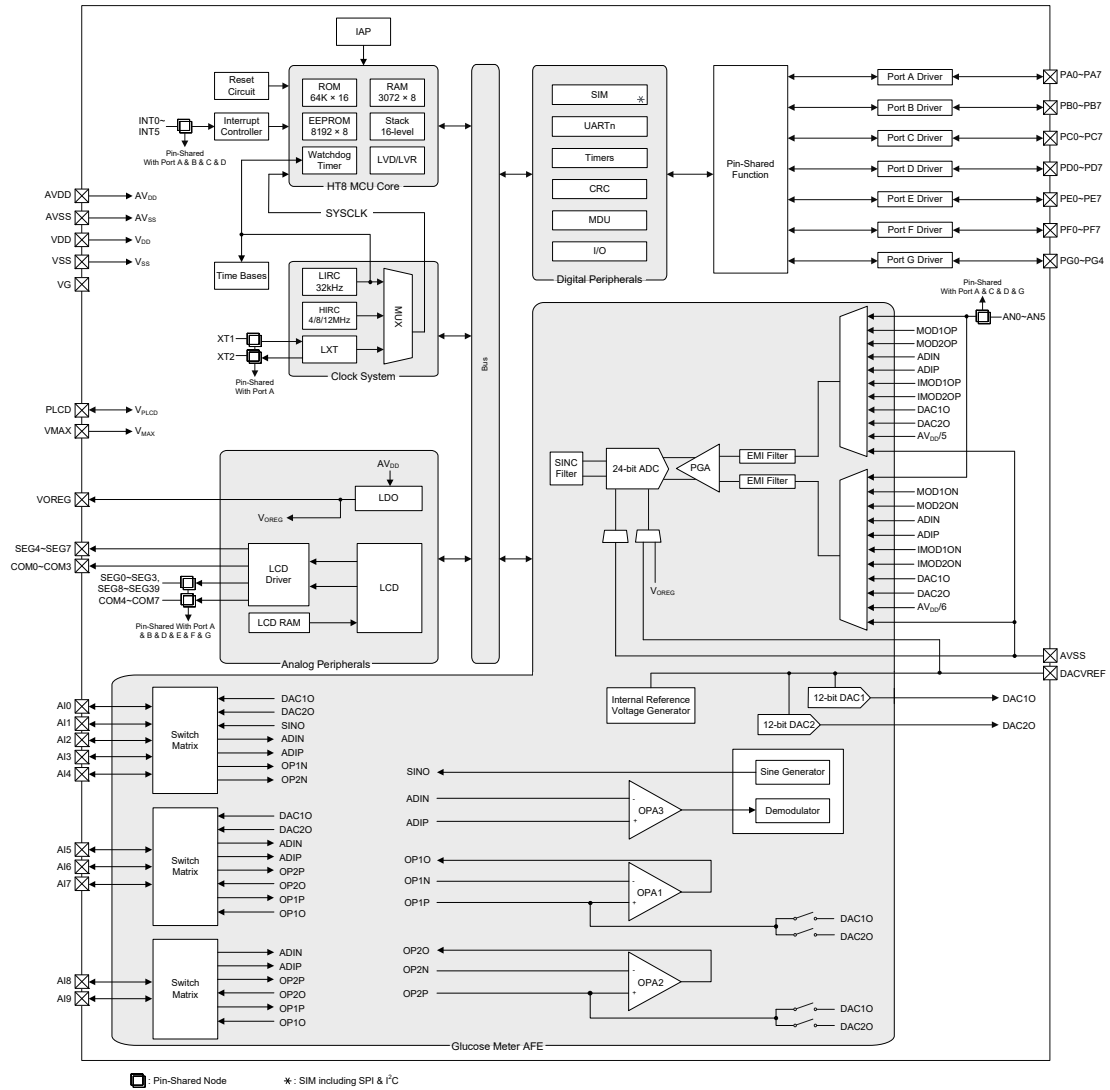 IAP
Reset
Circuit
ROM
64K × 16
RAM
3072 × 8
EEPROM
8192 × 8
Stack
16-level
Watchdog
Timer
LVD/LVR
HT8 MCU Core
INT0~
INT5
Interrupt
Controller
Pin-Shared
With Port A & B & C & D
SYSCLK
Time Bases
LIRC
32kHz
HIRC
4/8/12MHz
LXT
MUX
Clock System
XT1
XT2
Pin-Shared
With Port A
AVDD
AVDD
AVSS
AVSS
VDD
VDD
VSS
VSS
VG
PLCD
VPLCD
VMAX
VMAX
Bus
SIM
*
UARTn
Timers
CRC
MDU
I/O
Digital Peripherals
Pin-Shared
Function
Port A Driver
PA0~PA7
Port B Driver
PB0~PB7
Port C Driver
PC0~PC7
Port D Driver
PD0~PD7
Port E Driver
PE0~PE7
Port F Driver
PF0~PF7
Port G Driver
PG0~PG4
Pin-Shared
With Port A & C & D & G
AN0~AN5
MOD1OP
MOD2OP
ADIN
ADIP
IMOD1OP
IMOD2OP
DAC1O
DAC2O
AVDD/5
MOD1ON
MOD2ON
ADIN
ADIP
IMOD1ON
IMOD2ON
DAC1O
DAC2O
AVDD/6
SINC
Filter
24-bit ADC
PGA
EMI Filter
EMI Filter
VOREG
AVSS
DACVREF
Internal Reference
Voltage Generator
12-bit DAC1
DAC1O
12-bit DAC2
DAC2O
VOREG
AVDD
LDO
VOREG
SEG4~SEG7
COM0~COM3
SEG0~SEG3,
SEG8~SEG39
COM4~COM7
Pin-Shared With Port A
& B & D & E & F & G
LCD
Driver
LCD
LCD RAM
Analog Peripherals
AI0
AI1
AI2
AI3
AI4
Switch
Matrix
DAC1O
DAC2O
SINO
ADIN
ADIP
OP1N
OP2N
AI5
AI6
AI7
Switch
Matrix
DAC1O
DAC2O
ADIN
ADIP
OP2P
OP2O
OP1P
OP1O
AI8
AI9
Switch
Matrix
ADIN
ADIP
OP2P
OP2O
OP1P
OP1O
SINO
Sine Generator
Demodulator
ADIN
ADIP
-
+
OPA3
OP1O
OP1N
OP1P
-
+
OPA1
DAC1O
DAC2O
OP2O
OP2N
OP2P
-
+
OPA2
DAC1O
DAC2O
Glucose Meter AFE
: Pin-Shared Node
* : SIM including SPI & I²C